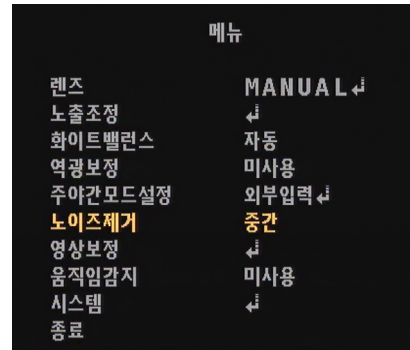 메뉴
렌즈 MANUAL↲
노출조정 ↲
화이트밸런스 자동
역광보정 미사용
주야간모드설정 외부입력↲
노이즈제거 중간
영상보정 ↲
움직임감지 미사용
시스템 ↲
종료